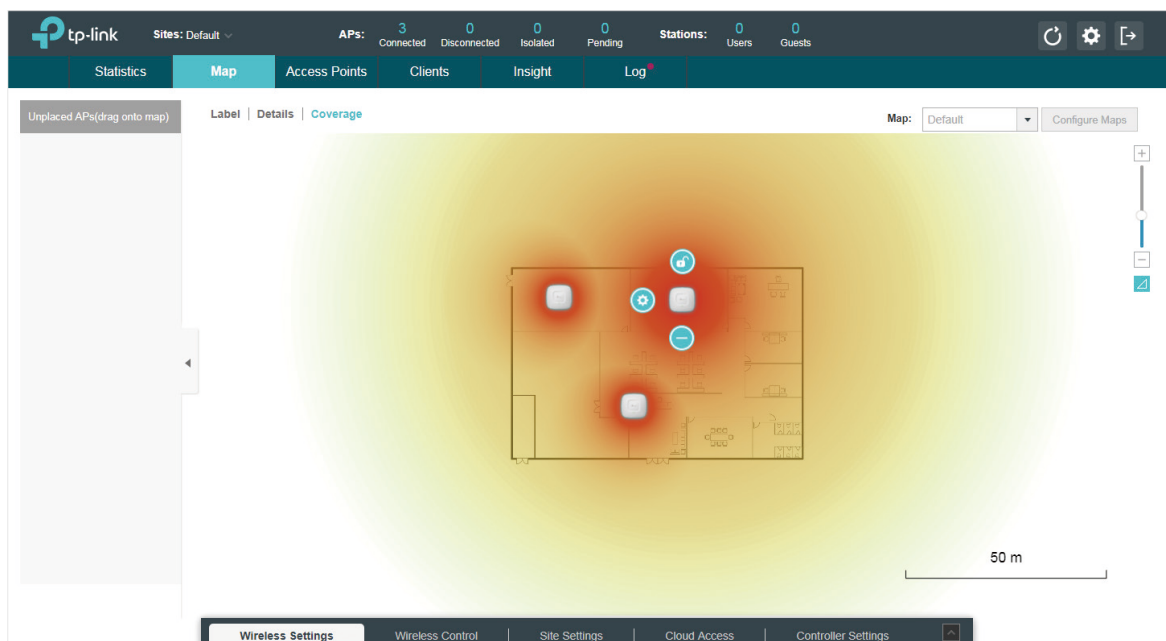 tp-link Sites: Default APs: 3 Connected 0 Disconnected 0 Isolated 0 Pending Stations: 0 Users 0 Guests
Statistics Map Access Points Clients Insight Log
Unplaced APs(drag onto map) Label | Details | Coverage Map: Default Configure Maps
50 m
Wireless Settings Wireless Control | Site Settings | Cloud Access | Controller Settings